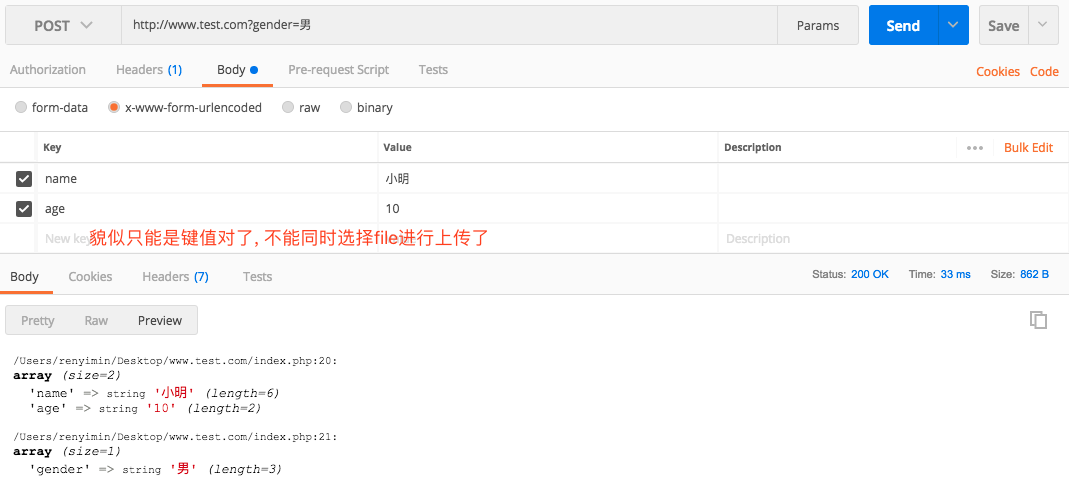 POST http://www.test.com?gender=男 Params Send Save
Authorization Headers (1) Body Pre-request Script Tests Cookies Code
form-data x-www-form-urlencoded raw binary
Key Value Description Bulk Edit
name 小明
age 10
New key 貌似只能是键值对了, 不能同时选择file进行上传了 Description
Body Cookies Headers (7) Tests Status: 200 OK Time: 33 ms Size: 862 B
Pretty Raw Preview
/Users/renyimin/Desktop/www.test.com/index.php:20:
array (size=2)
'name' => string '小明' (length=6)
'age' => string '10' (length=2)
/Users/renyimin/Desktop/www.test.com/index.php:21:
array (size=1)
'gender' => string '男' (length=3)